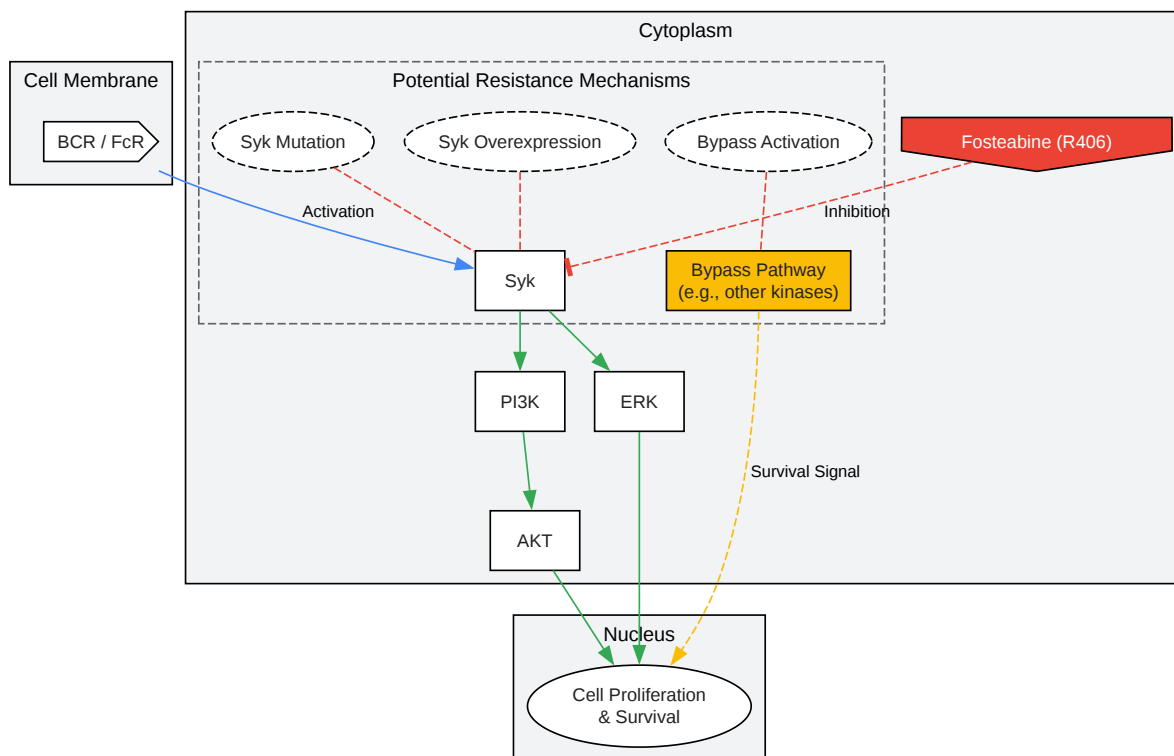 Cytoplasm
Cell Membrane
Potential Resistance Mechanisms
BCR / FcR
Syk Mutation
Syk Overexpression
Bypass Activation
Fosteabine (R406)
Activation
Inhibition
Syk
Bypass Pathway
(e.g., other kinases)
PI3K
ERK
Survival Signal
AKT
Nucleus
Cell Proliferation
& Survival